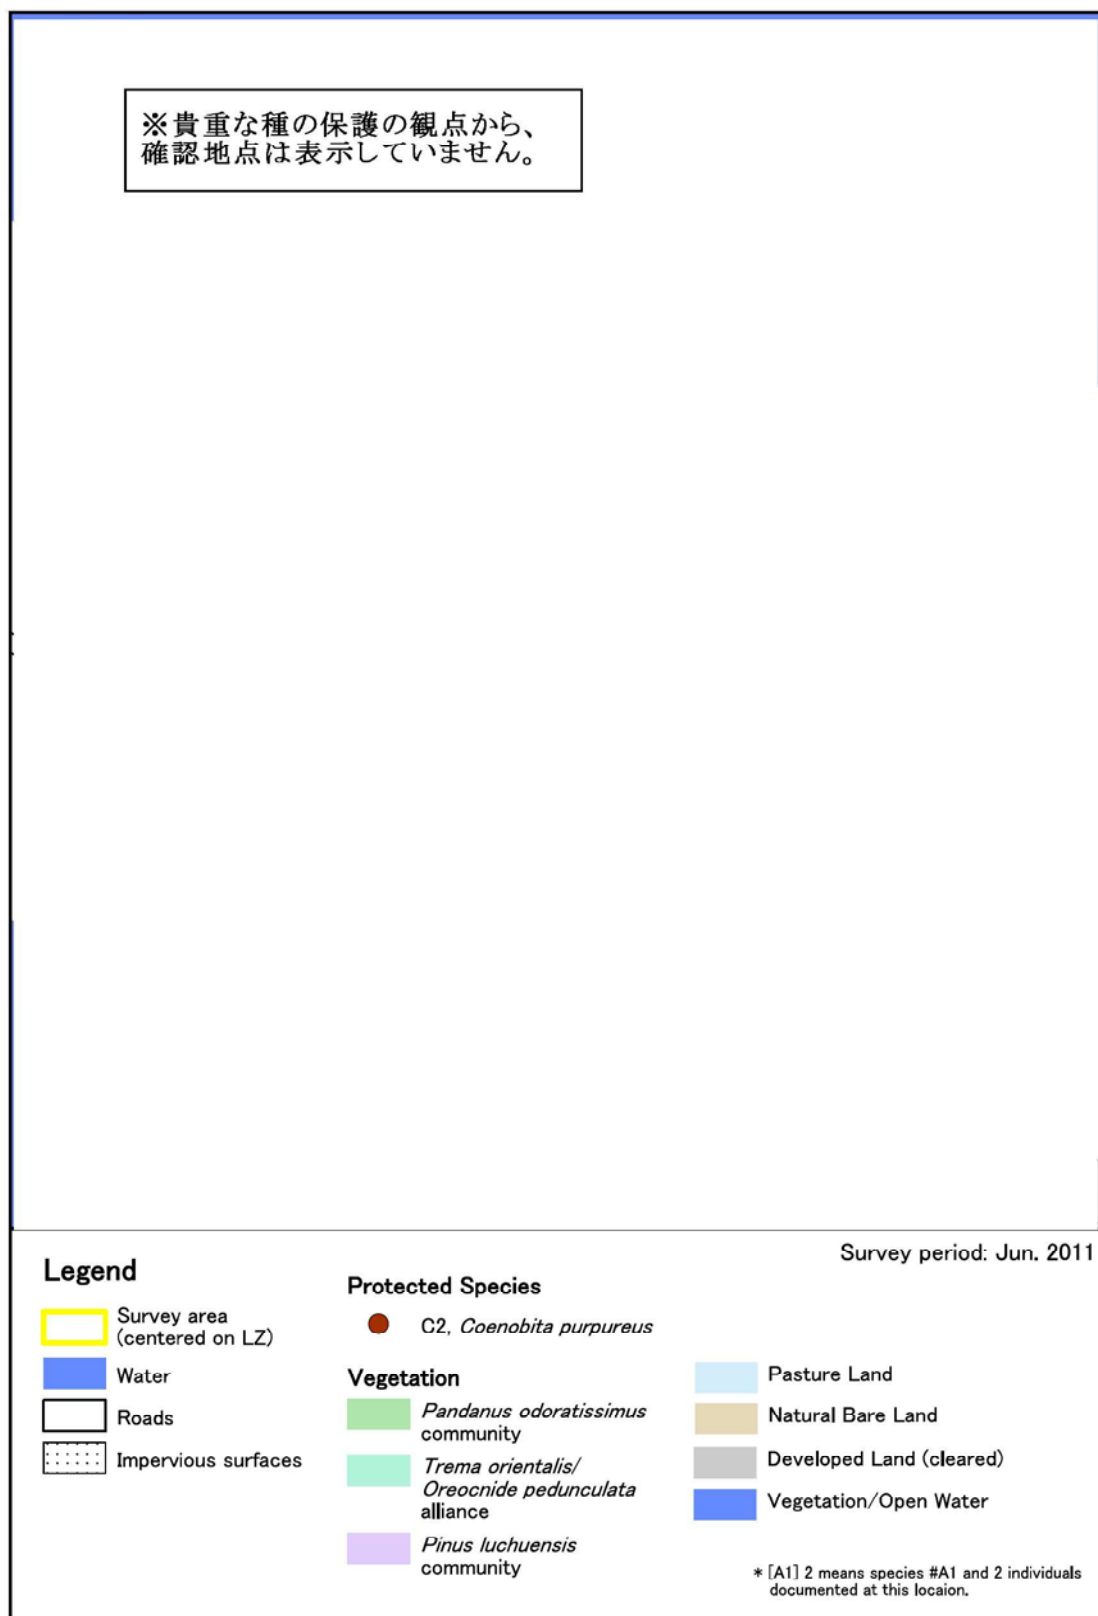 ※貴重な種の保護の観点から、
確認地点は表示していません。
Survey period: Jun. 2011
Legend
Survey area
(centered on LZ)
Water
Roads
Impervious surfaces
Protected Species
C2, Coenobita purpureus
Vegetation
Pandanus odoratissimus
community
Trema orientalis/
Oreocnide pedunculata
alliance
Pinus luchuensis
community
Pasture Land
Natural Bare Land
Developed Land (cleared)
Vegetation/Open Water
* [A1] 2 means species #A1 and 2 individuals
documented at this locaion.